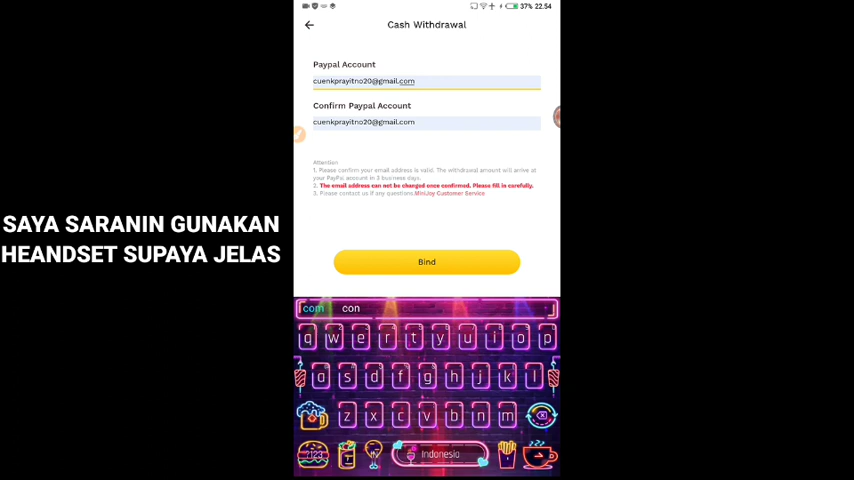 37% 22.54
Cash Withdrawal
Paypal Account
cuenkprayitno20@gmail.com
Confirm Paypal Account
cuenkprayitno20@gmail.com
Attention
1. Please confirm your email address is valid. The withdrawal amount will arrive at
your PayPal account in 3 business days.
2. The email address can not be changed once confirmed. Please fill in carefully.
3. Please contact us if any questions.MiniJoy Customer Service
SAYA SARANIN GUNAKAN
HEANDSET SUPAYA JELAS
Bind
com con
q w e r t y u i o p
a s d f g h j k l
z x c v b n m
Indonesia